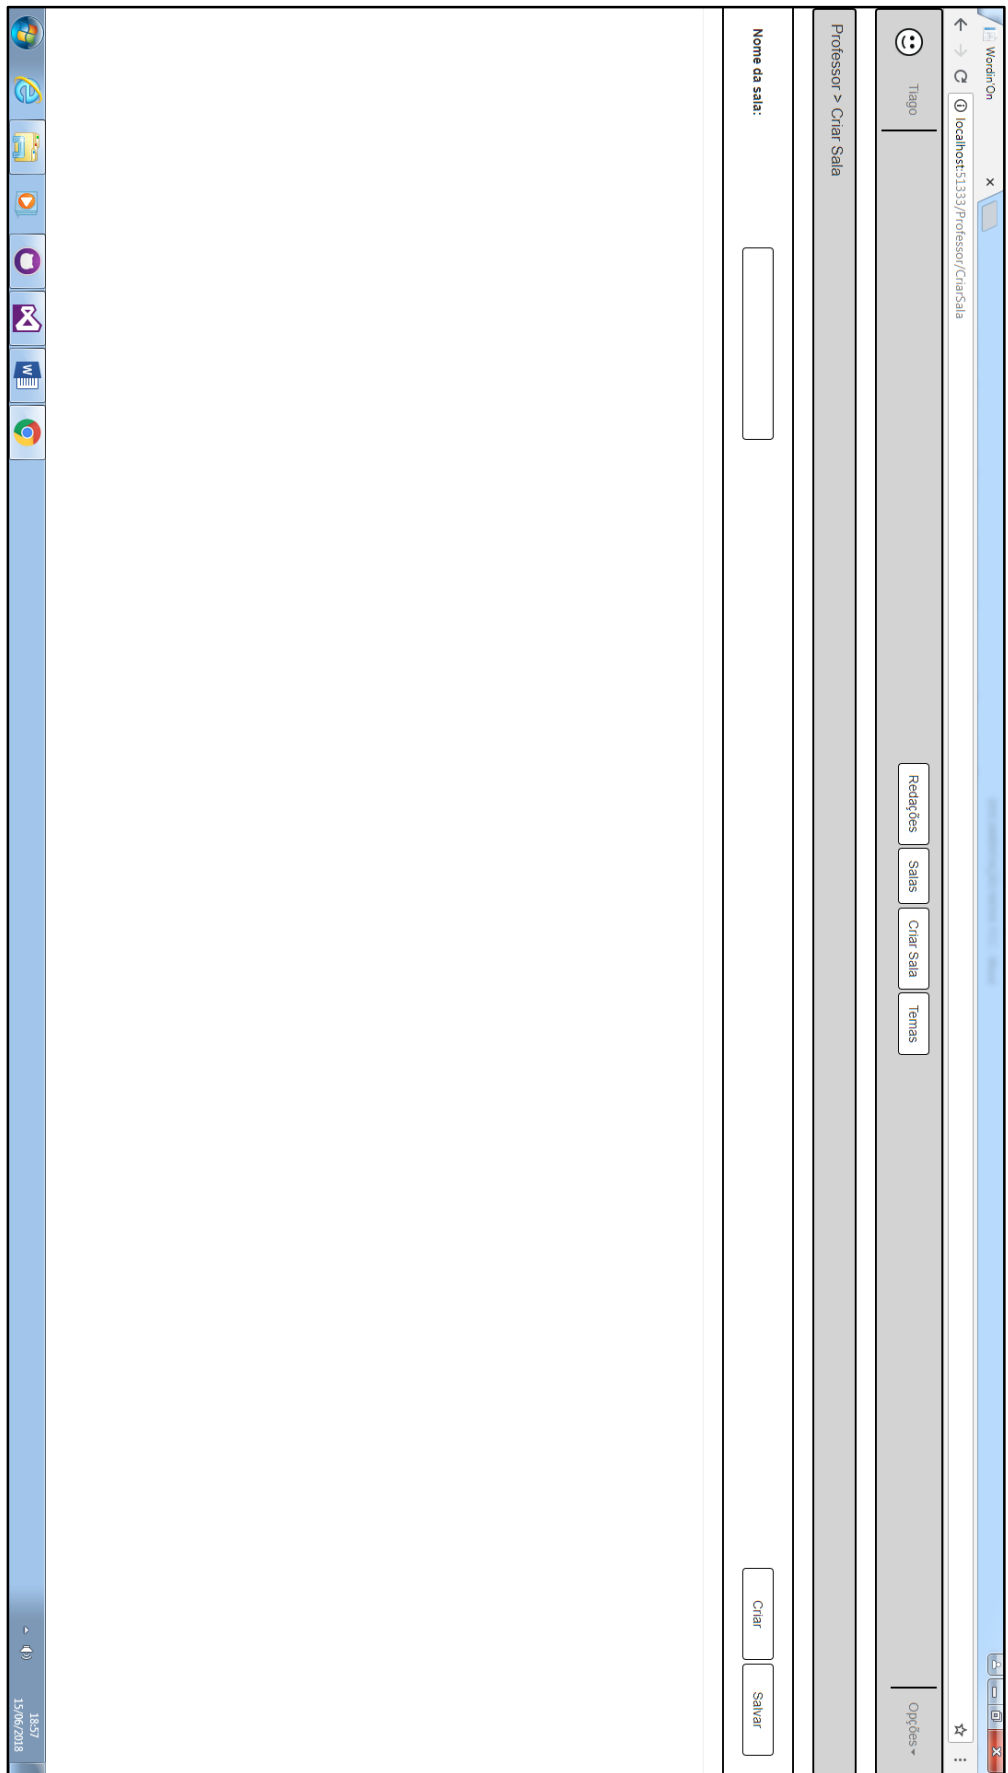 Wordin'On
localhost:51333/Professor/CriarSala
Tiago
Redações
Salas
Criar Sala
Temas
Opções
Professor > Criar Sala
Nome da sala:
Criar
Salvar
18:57
15/06/2018